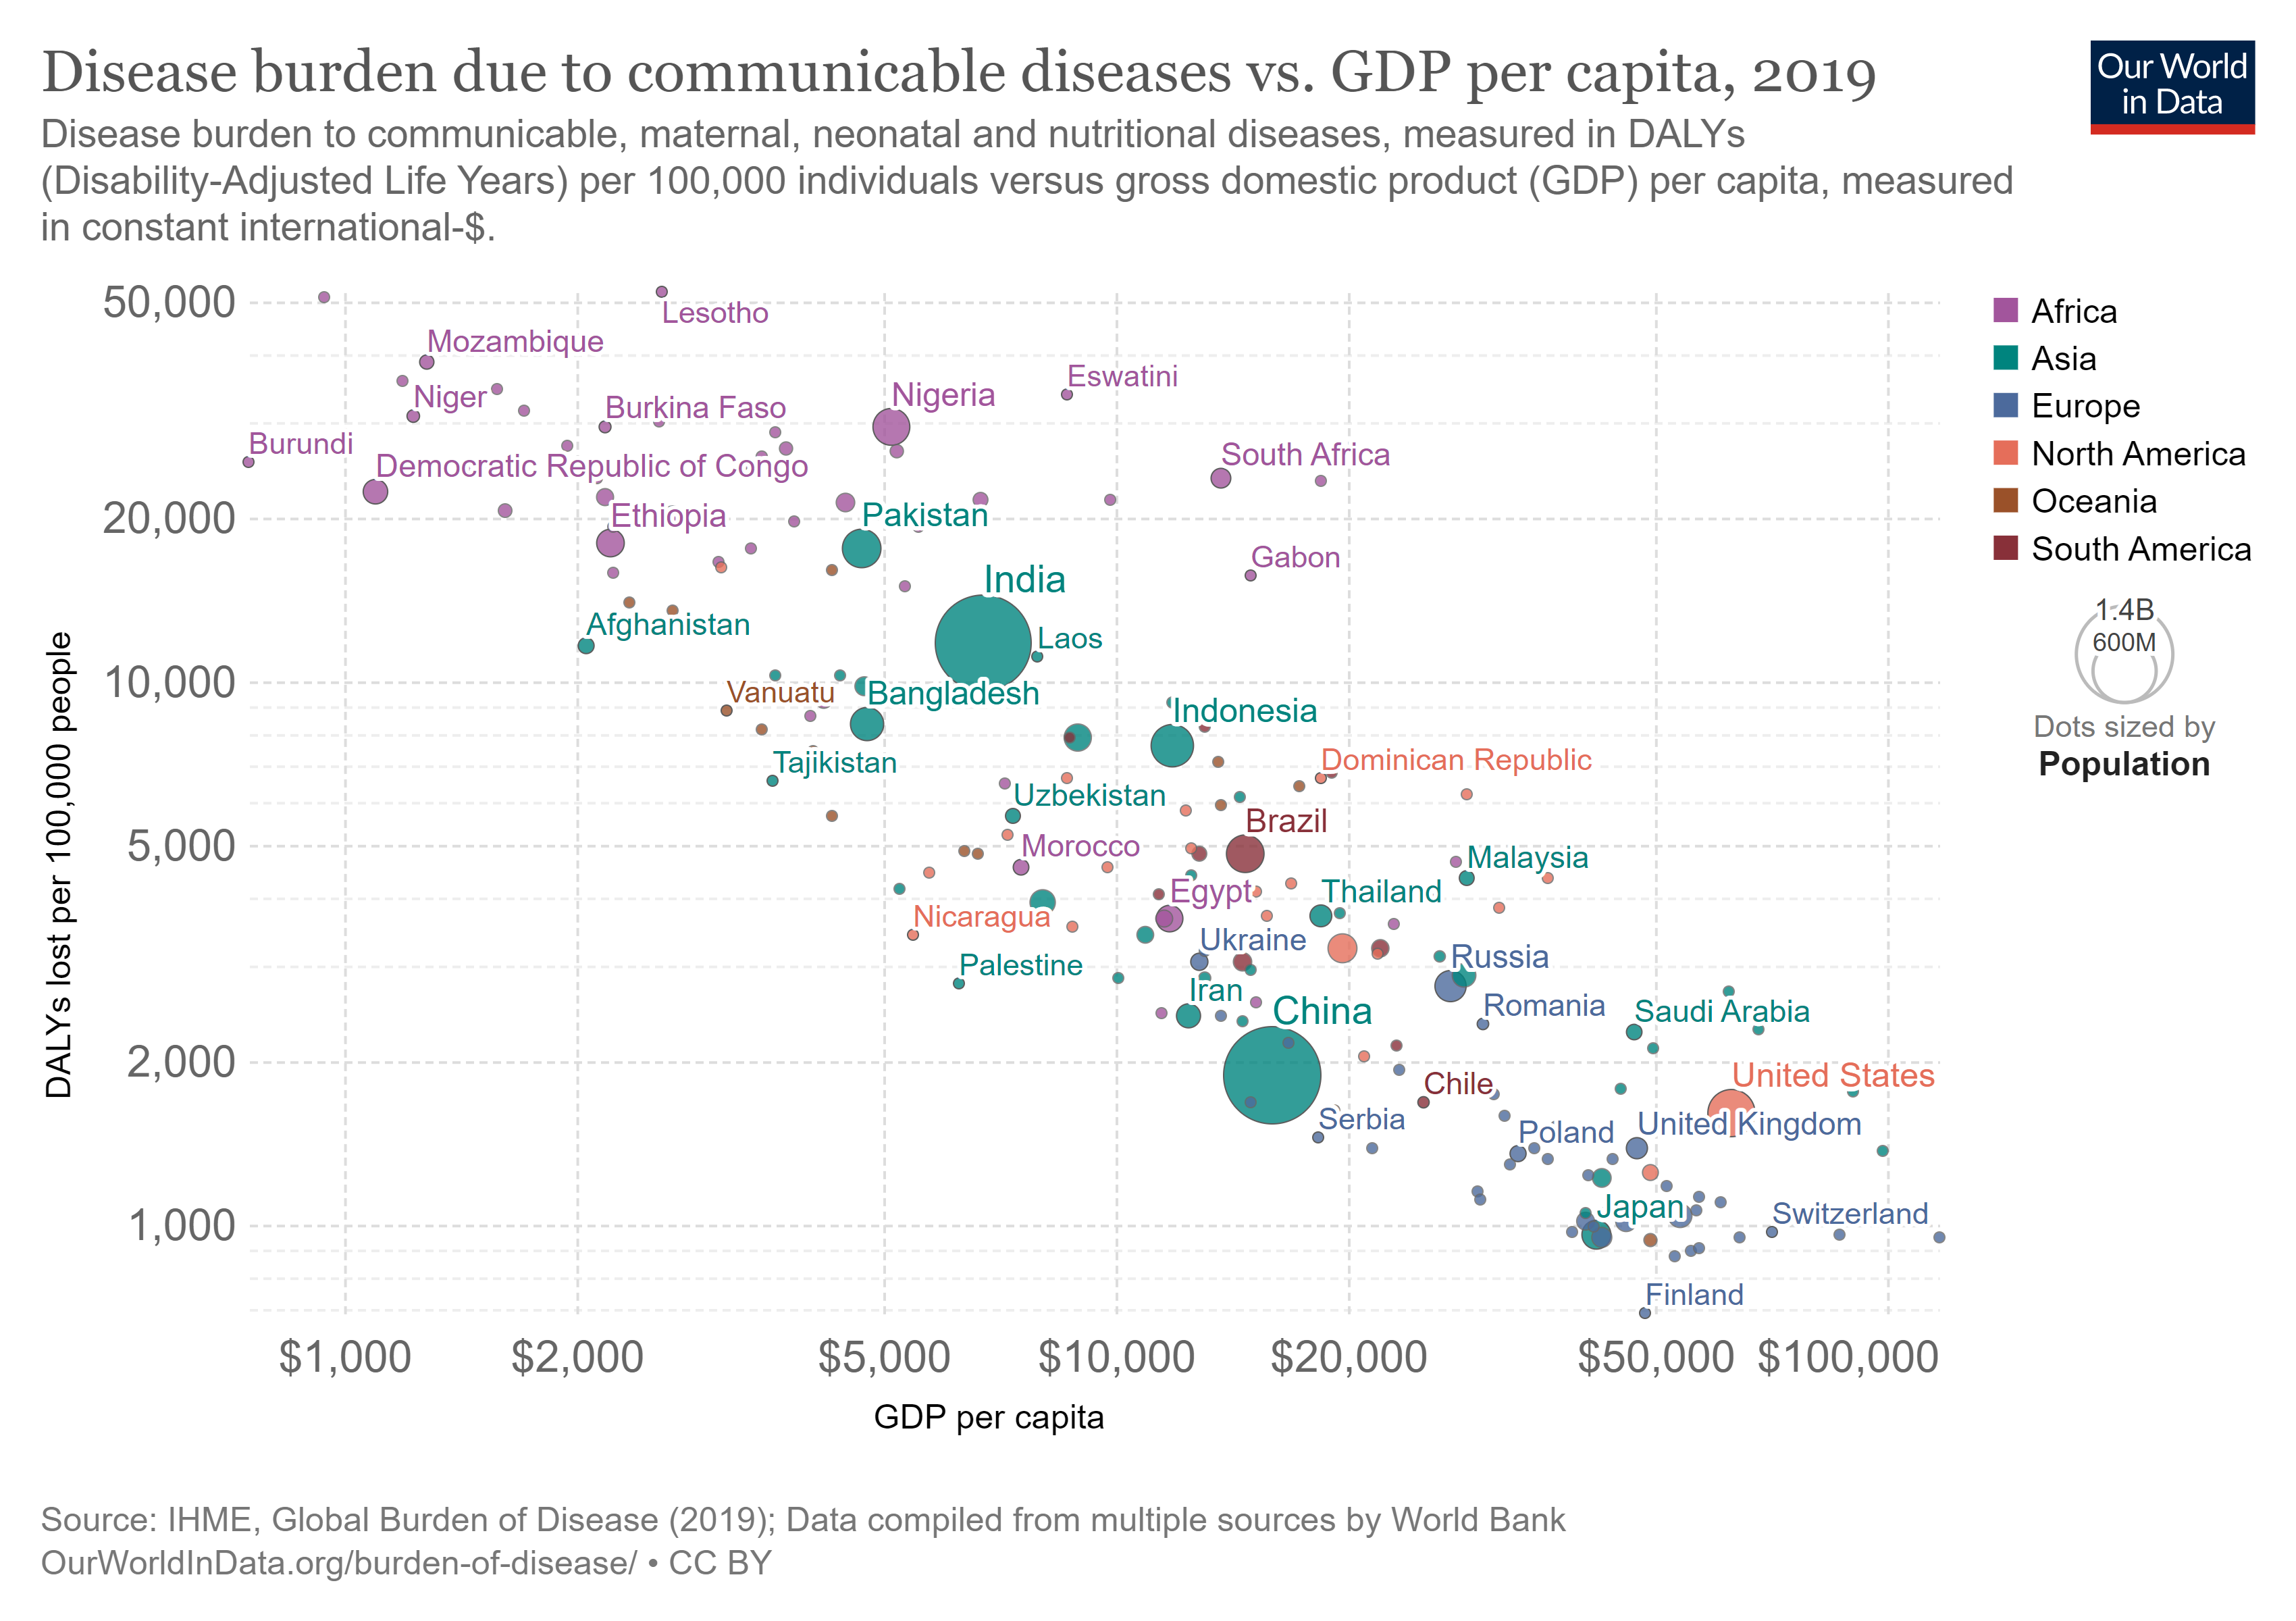 Disease burden due to communicable diseases vs. GDP per capita, 2019
Our World
in Data
Disease burden to communicable, maternal, neonatal and nutritional diseases, measured in DALYs
(Disability-Adjusted Life Years) per 100,000 individuals versus gross domestic product (GDP) per capita, measured
in constant international-$.
50,000
20,000
10,000
5,000
2,000
1,000
DALYs lost per 100,000 people
Lesotho
Mozambique
Eswatini
Niger
Nigeria
Burkina Faso
Burundi
South Africa
Democratic Republic of Congo
Ethiopia
Pakistan
Gabon
India
Afghanistan
Laos
Vanuatu
Bangladesh
Indonesia
Tajikistan
Dominican Republic
Uzbekistan
Brazil
Morocco
Malaysia
Egypt
Thailand
Nicaragua
Ukraine
Palestine
Russia
Iran
Romania
China
Saudi Arabia
United States
Chile
Serbia
Poland
United Kingdom
Japan
Switzerland
Finland
$1,000
$2,000
$5,000
$10,000
$20,000
$50,000
$100,000
GDP per capita
Africa
Asia
Europe
North America
Oceania
South America
1.4B
600M
Dots sized by
Population
Source: IHME, Global Burden of Disease (2019); Data compiled from multiple sources by World Bank
OurWorldInData.org/burden-of-disease/ • CC BY